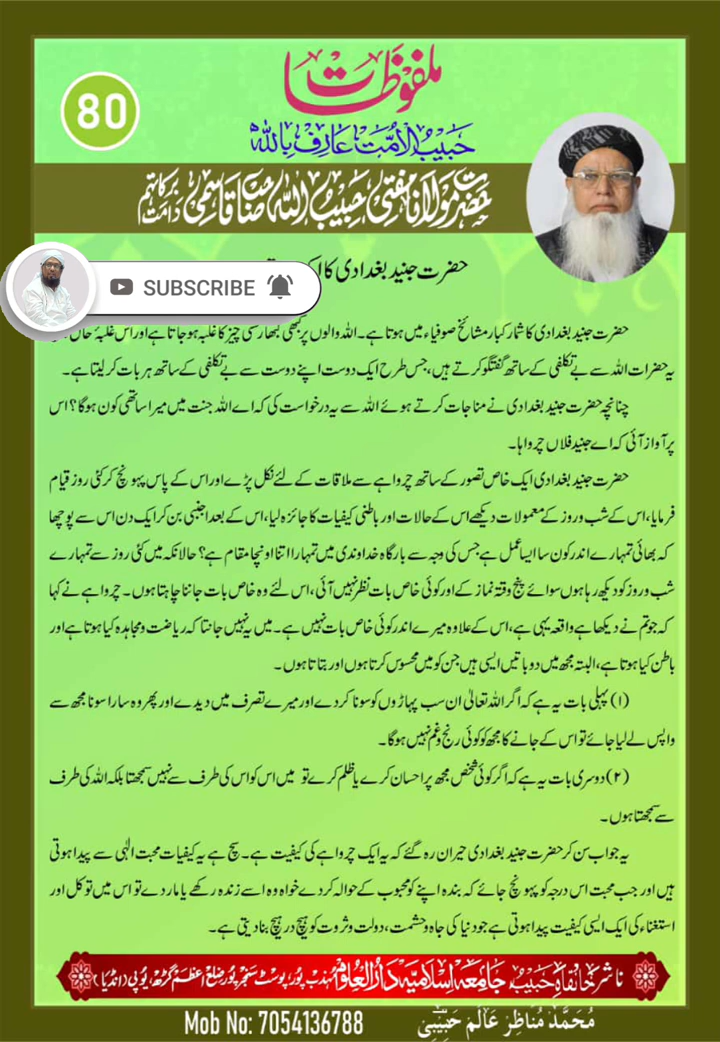 80
ملفوظات
حبیب الامت عارف باللہ
حضرت مولانا مفتی حبیب اللہ صاحب قاسمی دامت برکاتہم
حضرت جنید بغدادی کا
SUBSCRIBE
حضرت جنید بغدادی کا شمار کبار مشائخ صوفیاء میں ہوتا ہے۔ اللہ والوں پر کبھی کبھار کسی چیز کا غلبہ ہو جاتا ہے اور اس غلبۂ حال
یہ حضرات اللہ سے بے تکلفی کے ساتھ گفتگو کرتے ہیں، جس طرح ایک دوست اپنے دوست سے بے تکلفی کے ساتھ ہر بات کر لیتا ہے۔
چنانچہ حضرت جنید بغدادی نے مناجات کرتے ہوئے اللہ سے یہ درخواست کی کہ اے اللہ جنت میں میرا ساتھی کون ہوگا؟ اس
پر آواز آئی کہ اے جنید فلاں چرواہا۔
حضرت جنید بغدادی ایک خاص تصور کے ساتھ چرواہے سے ملاقات کے لئے نکل پڑے اور اس کے پاس پہونچ کر کئی روز قیام
فرمایا، اس کے شب و روز کے معمولات دیکھے اس کے حالات اور باطنی کیفیات کا جائزہ لیا، اس کے بعد اجنبی بن کر ایک دن اس سے پوچھا
کہ بھائی تمہارے اندر کون سا ایسا عمل ہے جس کی وجہ سے بارگاہ خداوندی میں تمہارا اتنا اونچا مقام ہے؟ حالانکہ میں کئی روز سے تمہارے
شب و روز کو دیکھ رہا ہوں سوائے پنج وقتہ نماز کے اور کوئی خاص بات نظر نہیں آئی، اس لئے وہ خاص بات جاننا چاہتا ہوں۔ چرواہے نے کہا
کہ جو تم نے دیکھا ہے واقعہ یہی ہے، اس کے علاوہ میرے اندر کوئی خاص بات نہیں ہے۔ میں یہ نہیں جانتا کہ ریاضت و مجاہدہ کیا ہوتا ہے اور
باطن کیا ہوتا ہے، البتہ مجھ میں دو باتیں ایسی ہیں جن کو میں محسوس کرتا ہوں اور بتاتا ہوں۔
(۱) پہلی بات یہ ہے کہ اگر اللہ تعالیٰ ان سب پہاڑوں کو سونا کر دے اور میرے تصرف میں دیدے اور پھر وہ سارا سونا مجھ سے
واپس لے لیا جائے تو اس کے جانے کا مجھ کو کوئی رنج و غم نہیں ہوگا۔
(۲) دوسری بات یہ ہے کہ اگر کوئی شخص مجھ پر احسان کرے یا ظلم کرے تو میں اس کو اس کی طرف سے نہیں سمجھتا بلکہ اللہ کی طرف
سے سمجھتا ہوں۔
یہ جواب سن کر حضرت جنید بغدادی حیران رہ گئے کہ یہ ایک چرواہے کی کیفیت ہے۔ سچ ہے یہ کیفیات محبت الٰہی سے پیدا ہوتی
ہیں اور جب محبت اس درجہ کو پہونچ جائے کہ بندہ اپنے کو محبوب کے حوالہ کر دے خواہ وہ اسے زندہ رکھے یا مار دے تو اس میں توکل اور
استغناء کی ایک ایسی کیفیت پیدا ہوتی ہے جو دنیا کی جاہ و حشمت، دولت و ثروت کو ہیچ در ہیچ بنا دیتی ہے۔
ناشر خانقاہ حبیب جامعہ اسلامیہ دارالعلوم مہذب پور، پوسٹ سنجر پور ضلع اعظم گڑھ، یوپی (انڈیا)
Mob No: 7054136788
محمد مناظر عالم حبیبی